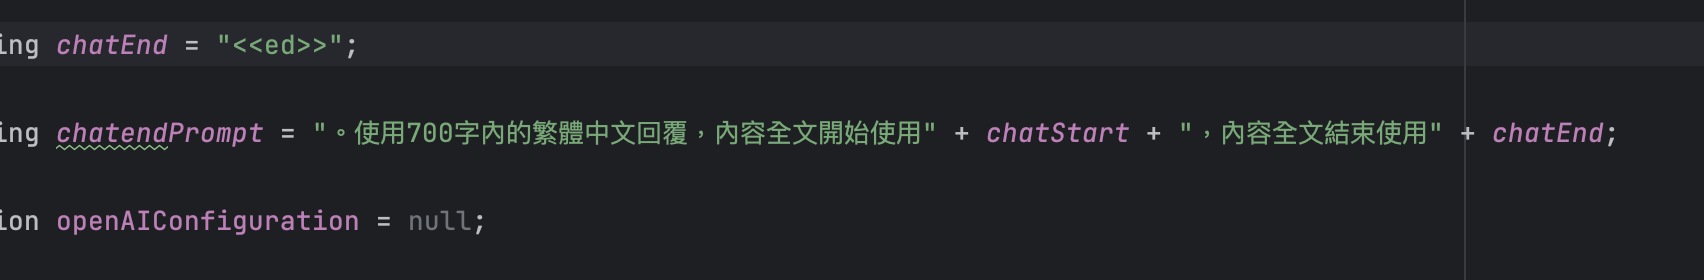 ing chatEnd = "<<ed>>";
ing chatendPrompt = "。使用700字內的繁體中文回覆，內容全文開始使用" + chatStart + "，內容全文結束使用" + chatEnd;
ion openAIConfiguration = null;